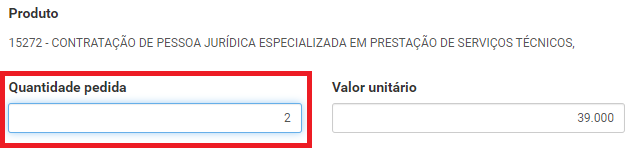 Produto
15272 - CONTRATAÇÃO DE PESSOA JURÍDICA ESPECIALIZADA EM PRESTAÇÃO DE SERVIÇOS TÉCNICOS,
Quantidade pedida Valor unitário
2 39.000